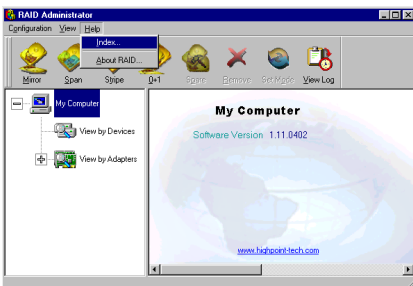 RAID Administrator
Configuration View Help
Index...
About RAID...
Mirror Span Stripe 0+1 Spare Remove Set Mode View Log
My Computer
View by Devices
View by Adapters
My Computer
Software Version 1.11.0402
www.highpoint-tech.com